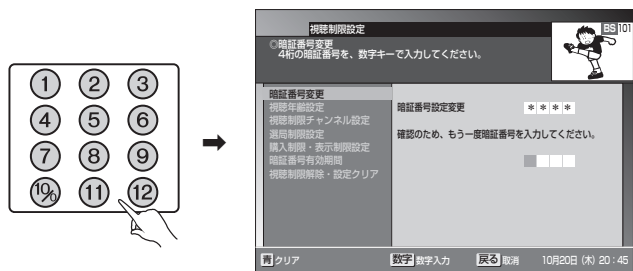 1 2 3
4 5 6
7 8 9
10/0 11 12
➡
視聴制限設定
BS 101
◎暗証番号変更
4桁の暗証番号を、数字キーで入力してください。
暗証番号変更
視聴年齢設定
視聴制限チャンネル設定
選局制限設定
購入制限・表示制限設定
暗証番号有効期間
視聴制限解除・設定クリア
暗証番号設定変更 ＊＊＊＊
確認のため、もう一度暗証番号を入力してください。
青 クリア 数字 数字入力 戻る 取消 10月20日 (木) 20:45